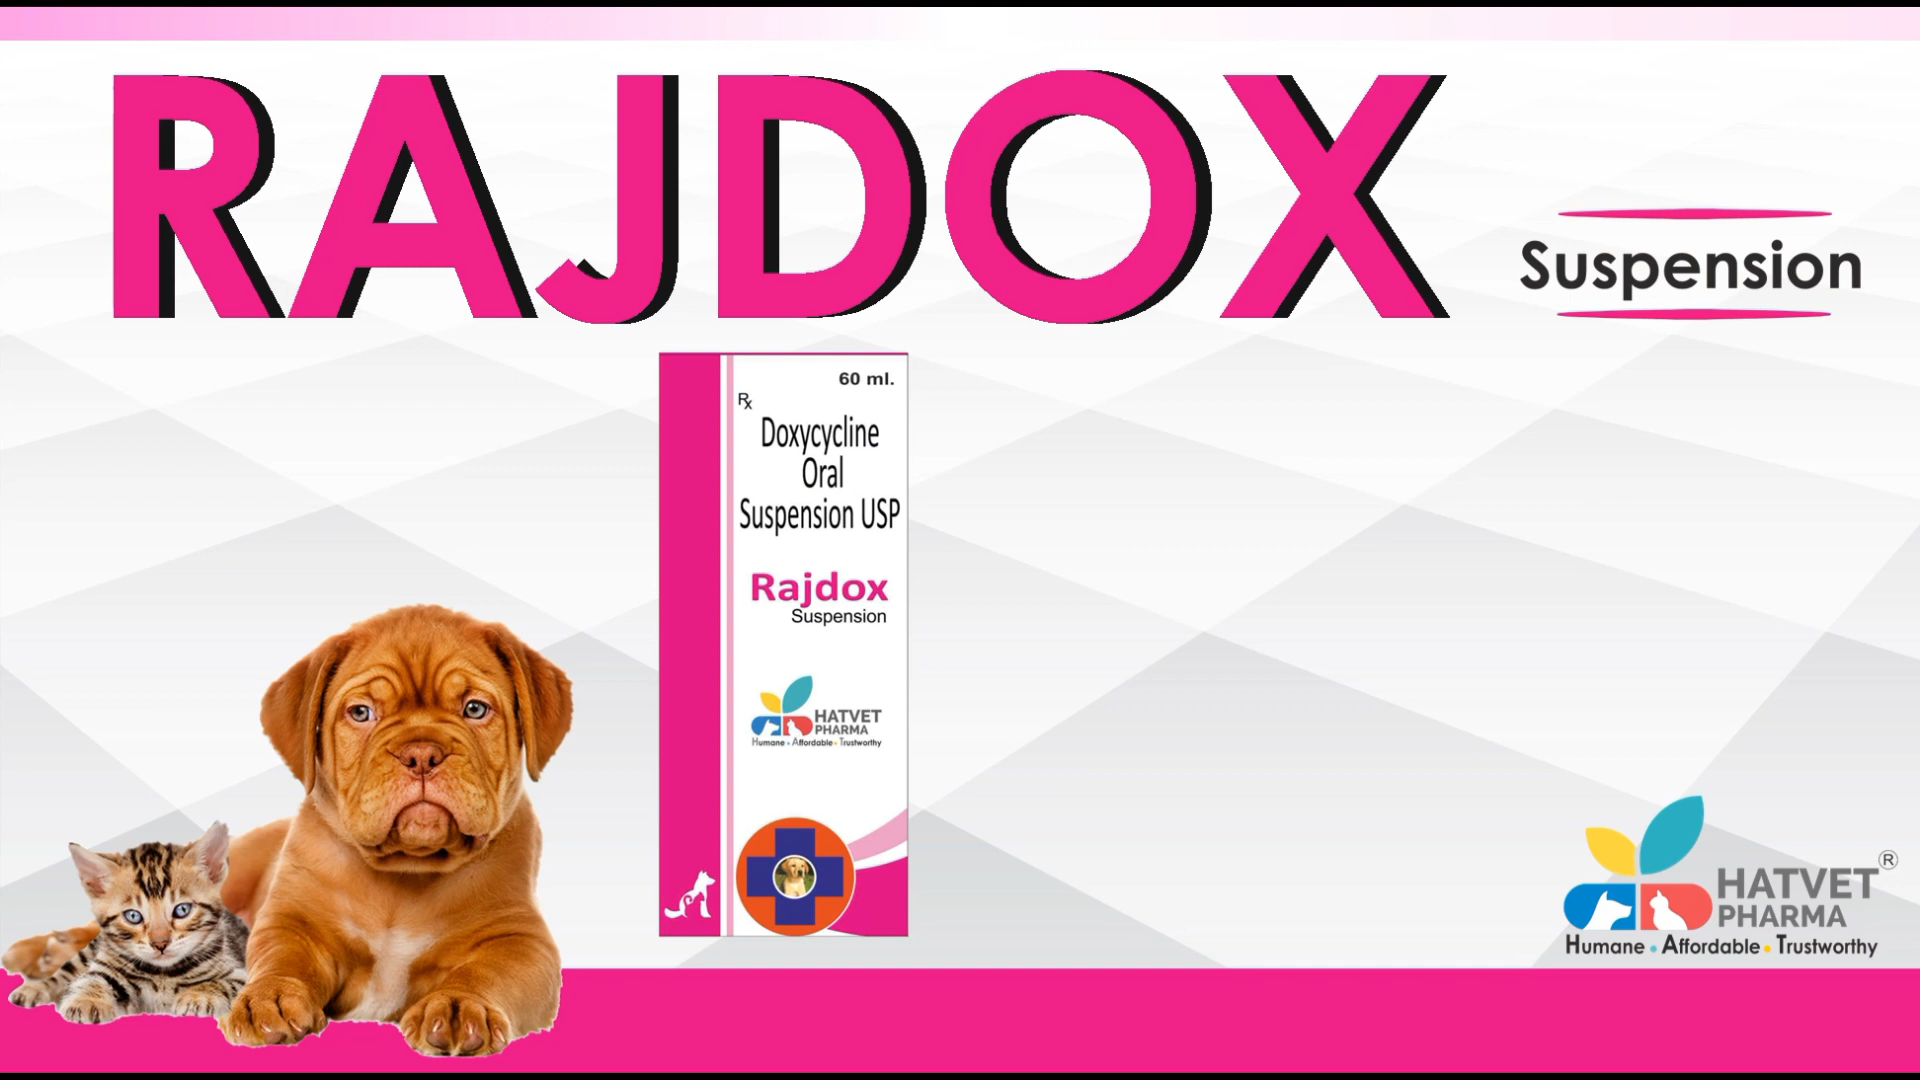 RAJDOX
Suspension
60 ml.
Rx
Doxycycline
Oral
Suspension USP
Rajdox
Suspension
HATVET
PHARMA
Humane • Affordable • Trustworthy
HATVET ®
PHARMA
Humane • Affordable • Trustworthy